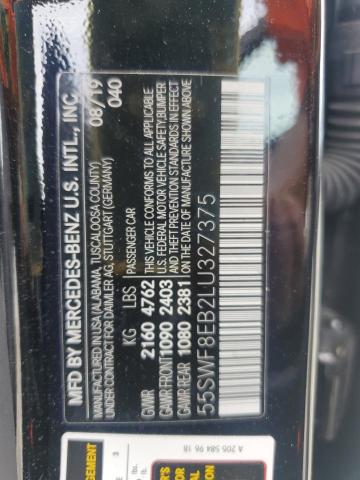 MFD BY MERCEDES-BENZ U.S. INTL., INC.
MANUFACTURED IN USA (ALABAMA, TUSCALOOSA COUNTY) 08/19
UNDER CONTRACT FOR DAIMLER AG, STUTTGART (GERMANY) 040
KG LBS PASSENGER CAR
GVWR 2160 4762 THIS VEHICLE CONFORMS TO ALL APPLICABLE
GAWR FRONT 1090 2403 U.S. FEDERAL MOTOR VEHICLE SAFETY, BUMPER
GAWR REAR 1080 2381 AND THEFT PREVENTION STANDARDS IN EFFECT
ON THE DATE OF MANUFACTURE SHOWN ABOVE
55SWF8EB2LU327375
A 205 584 98 18
3
lbs.